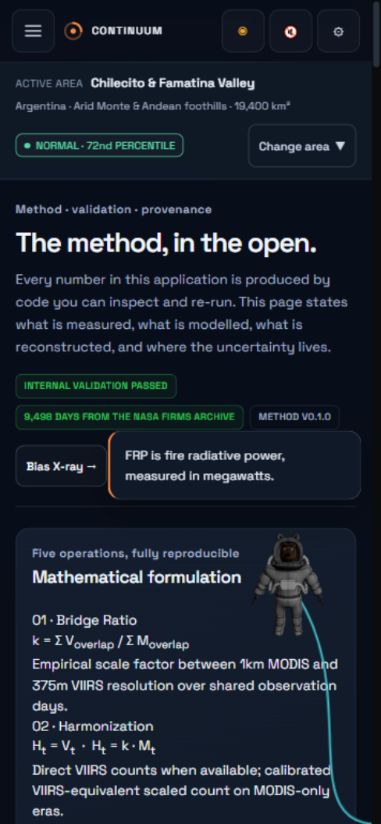 CONTINUUM
ACTIVE AREA Chilecito & Famatina Valley
Argentina · Arid Monte & Andean foothills · 19,400 km²
NORMAL · 72nd PERCENTILE
Change area ▼
Method · validation · provenance
The method, in the open.
Every number in this application is produced by
code you can inspect and re-run. This page states
what is measured, what is modelled, what is
reconstructed, and where the uncertainty lives.
INTERNAL VALIDATION PASSED
9,498 DAYS FROM THE NASA FIRMS ARCHIVE
METHOD V0.1.0
Bias X-ray →
FRP is fire radiative power,
measured in megawatts.
Five operations, fully reproducible
Mathematical formulation
01 · Bridge Ratio
k = Σ V_overlap / Σ M_overlap
Empirical scale factor between 1km MODIS and
375m VIIRS resolution over shared observation
days.
02 · Harmonization
H_t = V_t · H_t = k · M_t
Direct VIIRS counts when available; calibrated
VIIRS-equivalent scaled count on MODIS-only
eras.